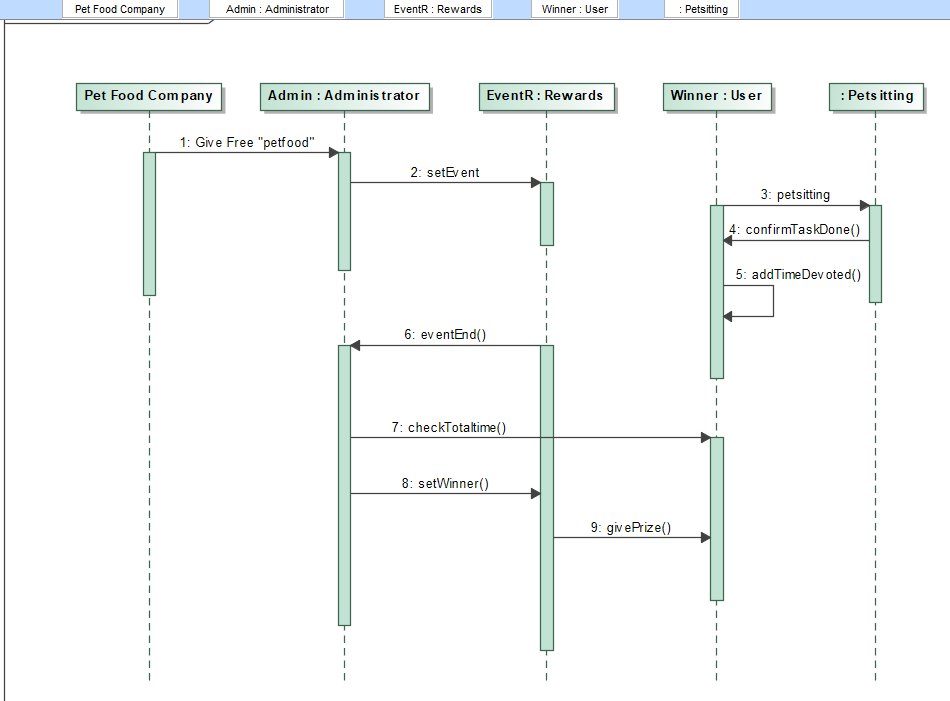 Pet Food Company
Admin : Administrator
EventR : Rewards
Winner : User
: Petsitting
Pet Food Company
Admin : Administrator
EventR : Rewards
Winner : User
: Petsitting
1: Give Free "petfood"
2: setEvent
3: petsitting
4: confirmTaskDone()
5: addTimeDevoted()
6: eventEnd()
7: checkTotaltime()
8: setWinner()
9: givePrize()